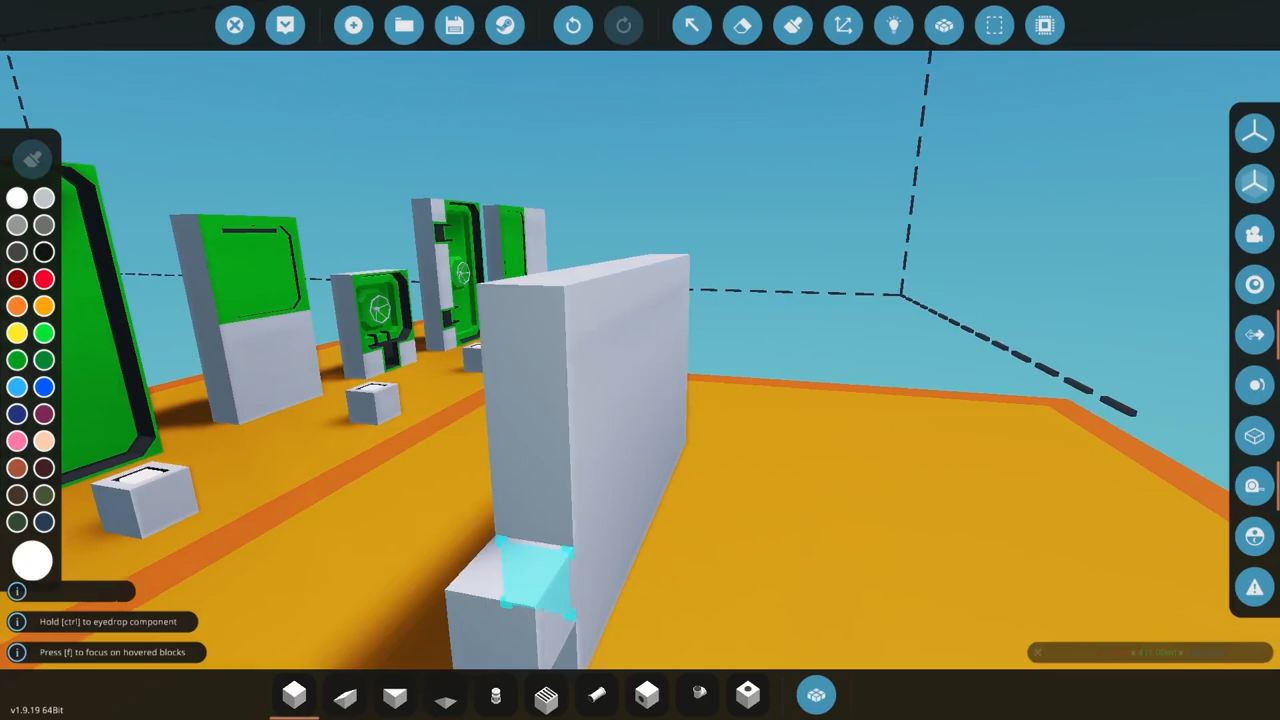 Hold [ctrl] to eyedrop component
Press [f] to focus on hovered blocks
v1.9.19 64Bit